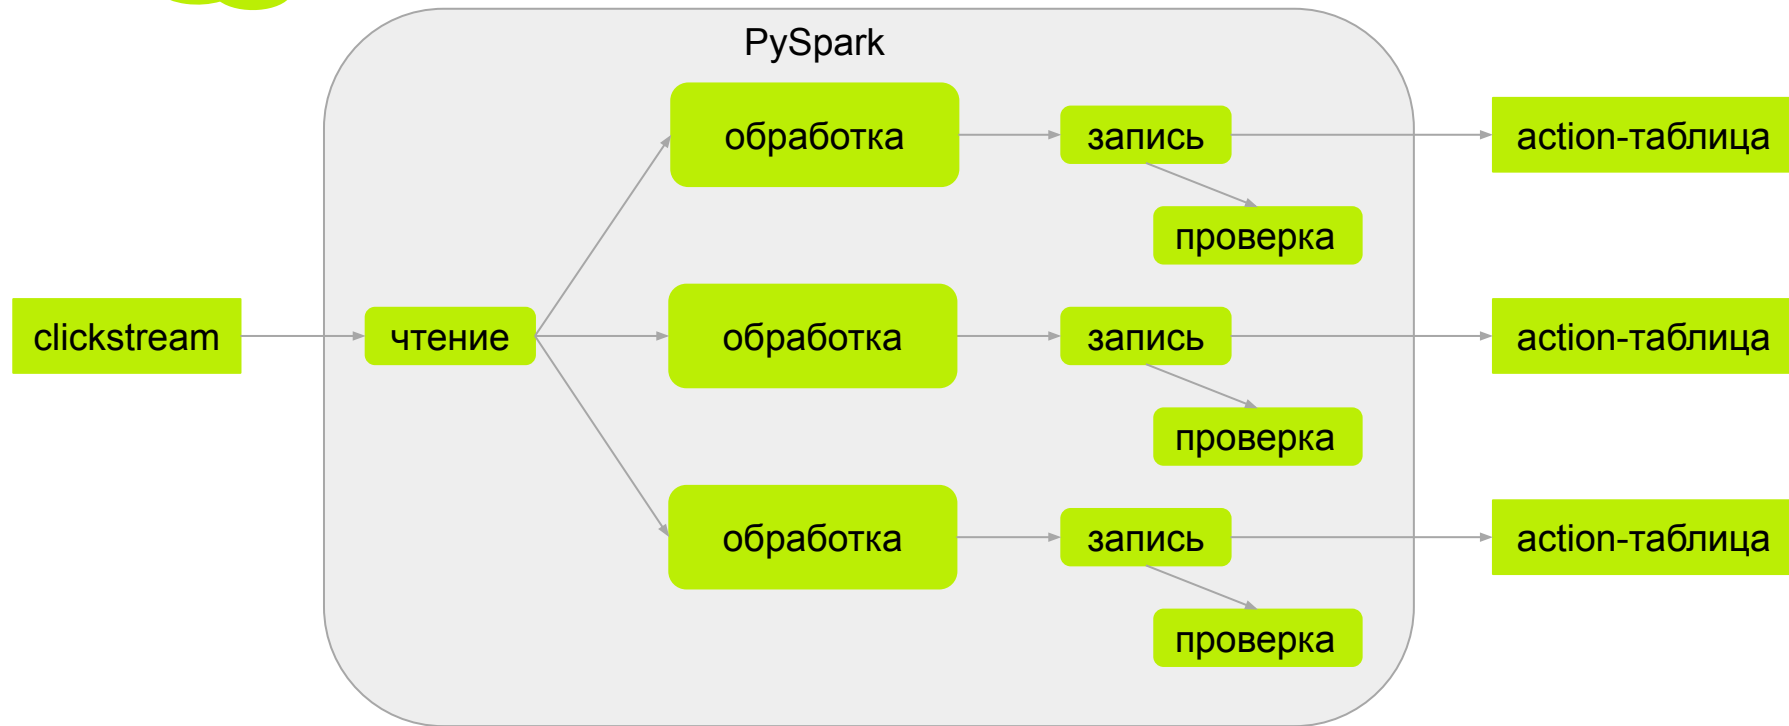 PySpark
обработка
запись
action-таблица
проверка
clickstream
чтение
обработка
запись
action-таблица
проверка
обработка
запись
action-таблица
проверка